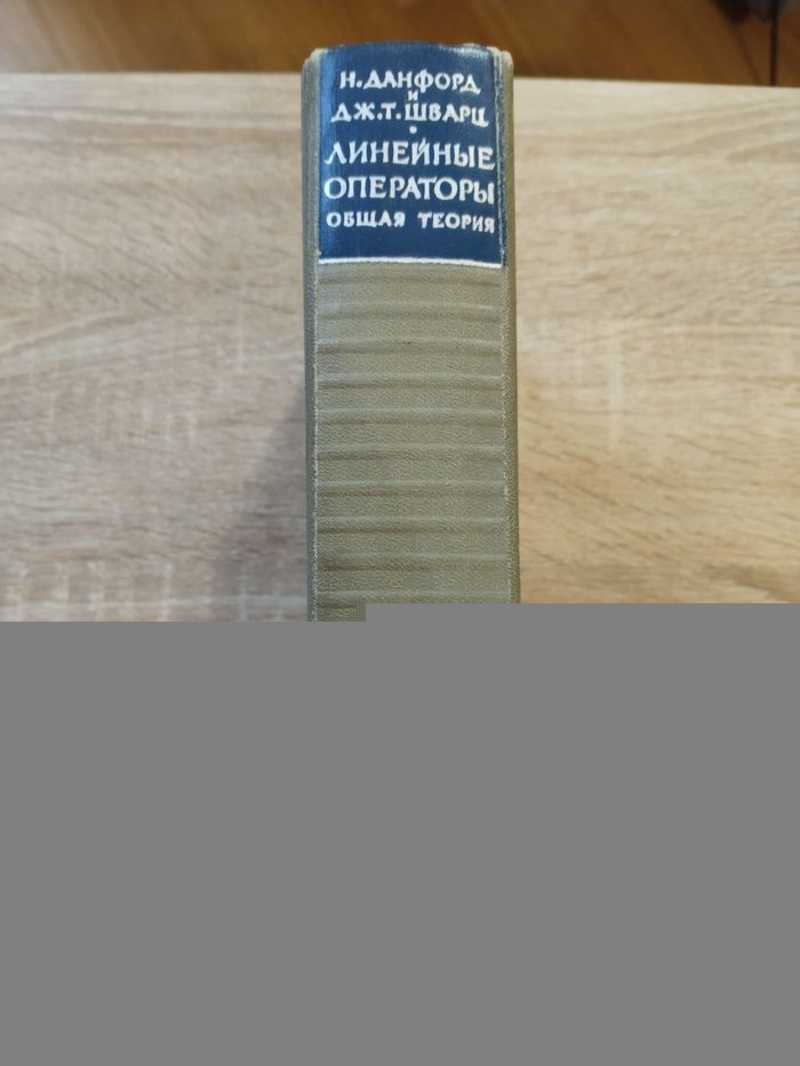 Н. ДАНФОРД
И
ДЖ. Т. ШВАРЦ
ЛИНЕЙНЫЕ
ОПЕРАТОРЫ
ОБЩАЯ ТЕОРИЯ